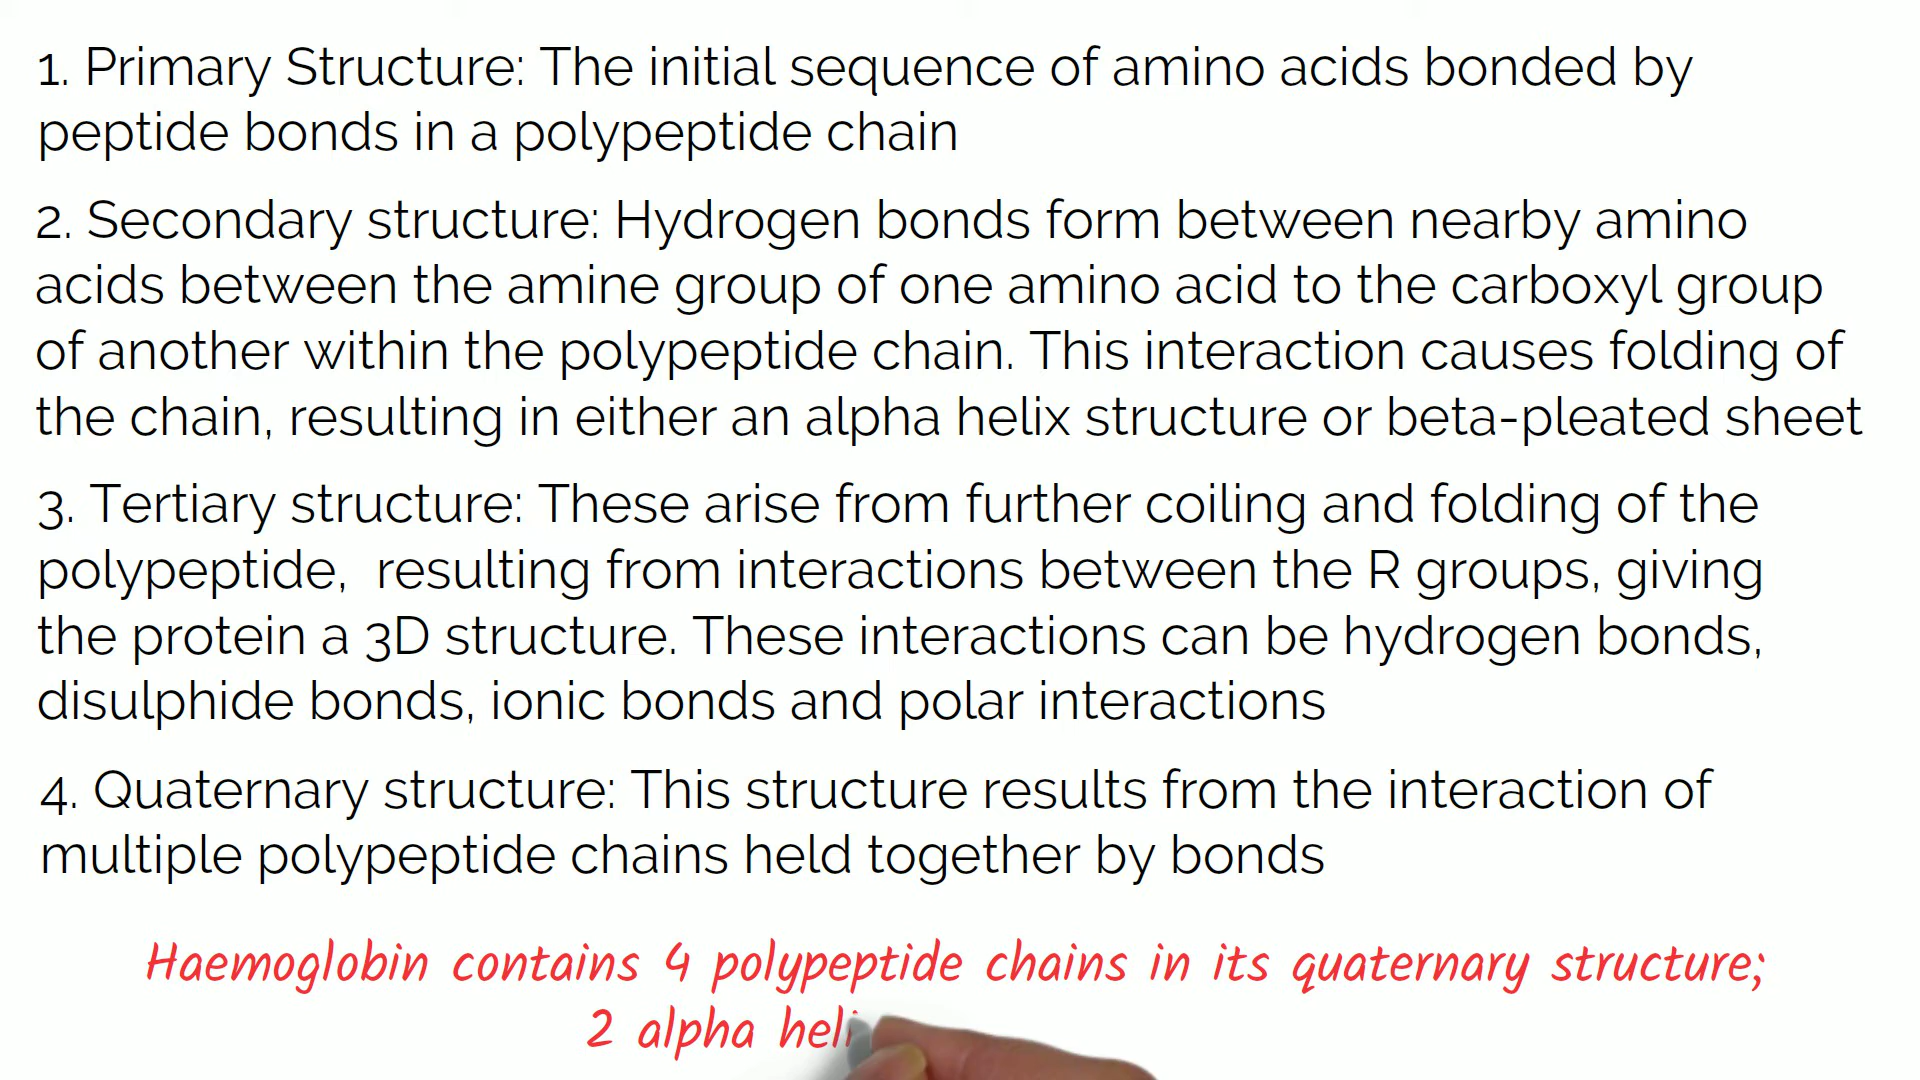 1. Primary Structure: The initial sequence of amino acids bonded by
peptide bonds in a polypeptide chain
2. Secondary structure: Hydrogen bonds form between nearby amino
acids between the amine group of one amino acid to the carboxyl group
of another within the polypeptide chain. This interaction causes folding of
the chain, resulting in either an alpha helix structure or beta-pleated sheet
3. Tertiary structure: These arise from further coiling and folding of the
polypeptide,  resulting from interactions between the R groups, giving
the protein a 3D structure. These interactions can be hydrogen bonds,
disulphide bonds, ionic bonds and polar interactions
4. Quaternary structure: This structure results from the interaction of
multiple polypeptide chains held together by bonds
Haemoglobin contains 4 polypeptide chains in its quaternary structure;
2 alpha heli